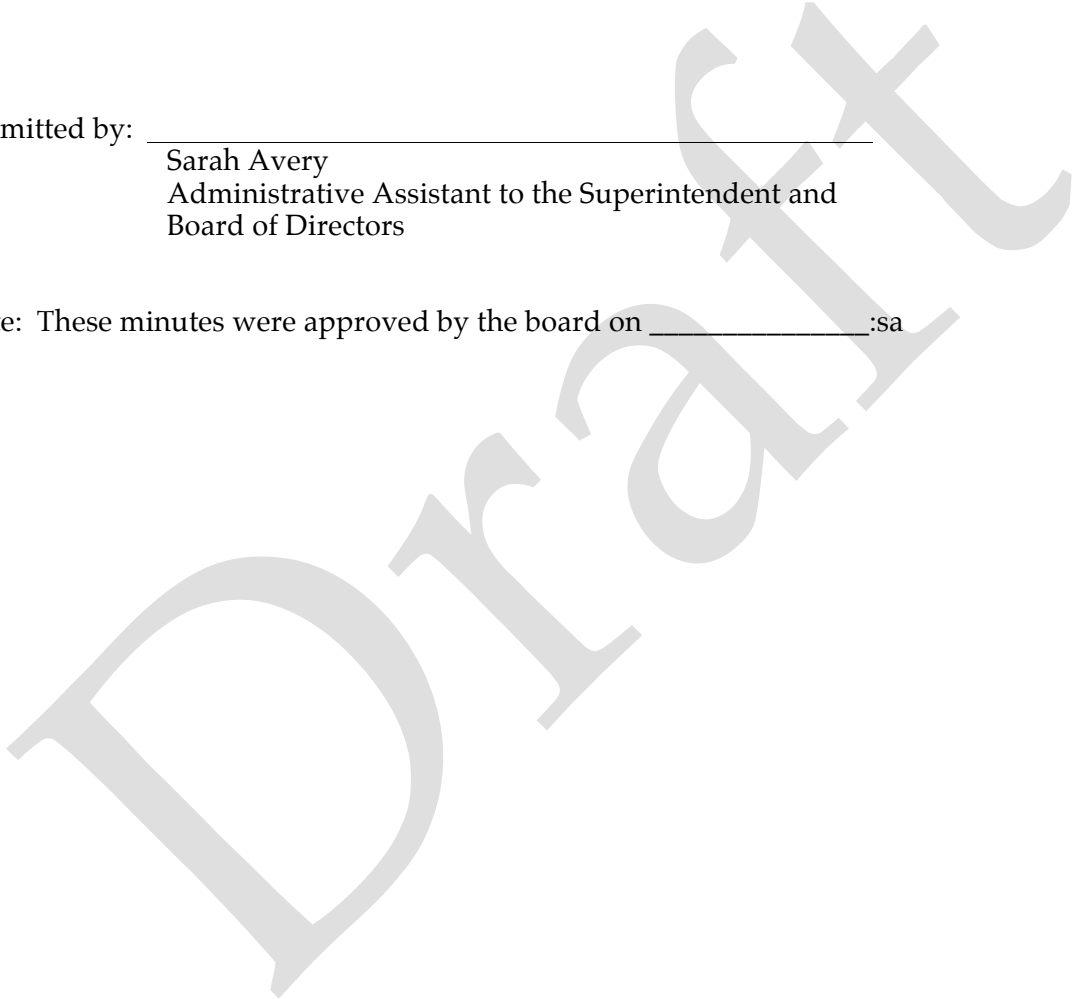 mitted by:
Sarah Avery
Administrative Assistant to the Superintendent and
Board of Directors
e: These minutes were approved by the board on _______________:sa
Draft